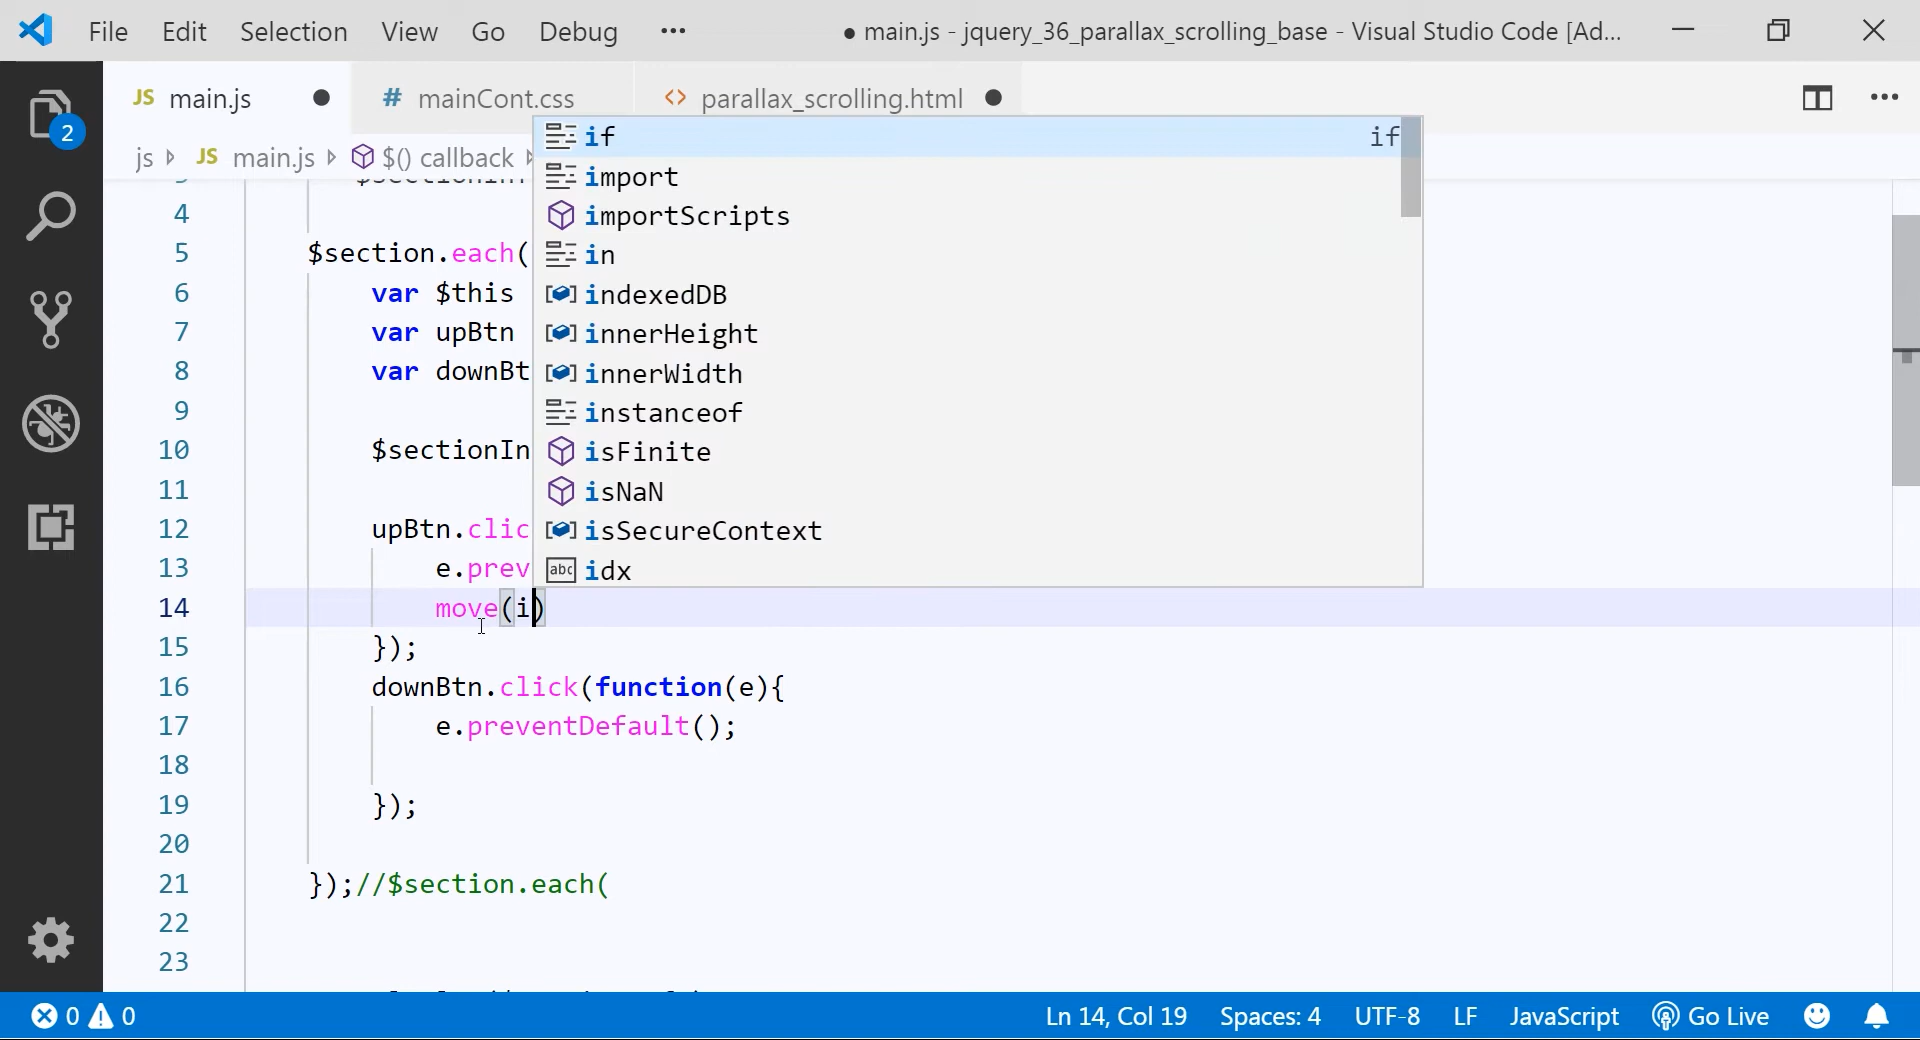 File Edit Selection View Go Debug ··· ● main.js - jquery_36_parallax_scrolling_base - Visual Studio Code [Ad...
2
JS main.js ● # mainCont.css <> parallax_scrolling.html ●
js JS main.js $() callback
if if
import
importScripts
in
indexedDB
innerHeight
innerWidth
instanceof
isFinite
isNaN
isSecureContext
idx
4
5 $section.each(
6 var $this
7 var upBtn
8 var downBt
9
10 $sectionIn
11
12 upBtn.clic
13 e.prev
14 move(i)
15 });
16 downBtn.click(function(e){
17 e.preventDefault();
18
19 });
20
21 });//$section.each(
22
23
0 0 Ln 14, Col 19 Spaces: 4 UTF-8 LF JavaScript Go Live